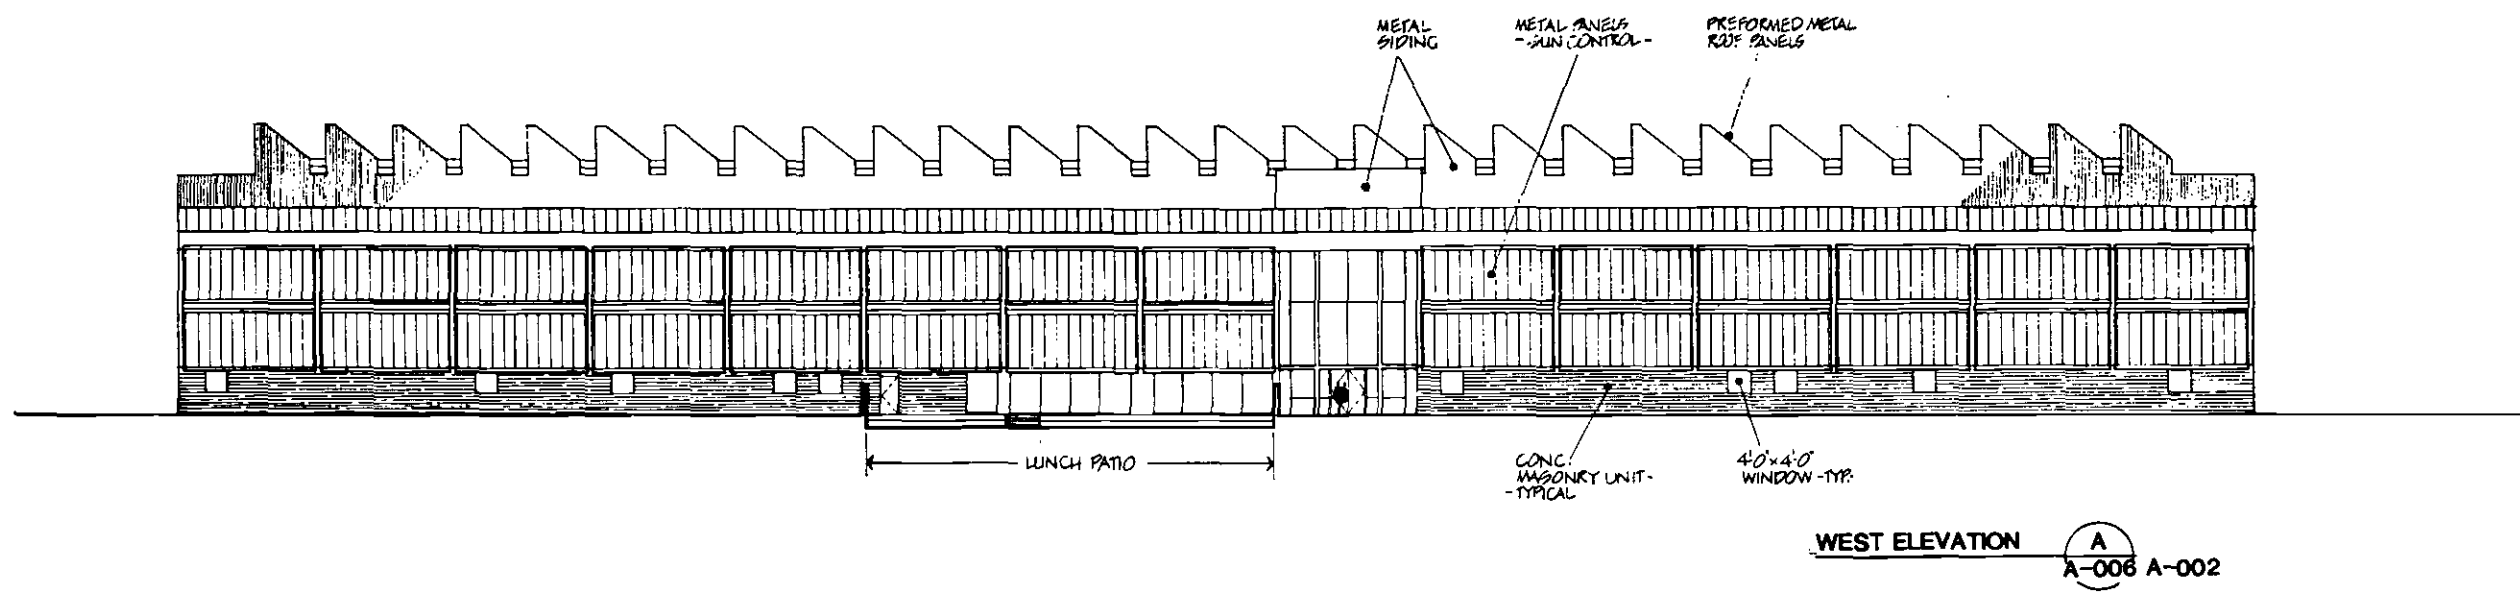 METAL
SIDING
METAL PANELS
-SUN CONTROL-
PREFORMED METAL
ROOF PANELS
LUNCH PATIO
CONC.
MASONRY UNIT-
-TYPICAL
4'0"x4'0"
WINDOW-TYP.
WEST ELEVATION
A
A-006 A-002